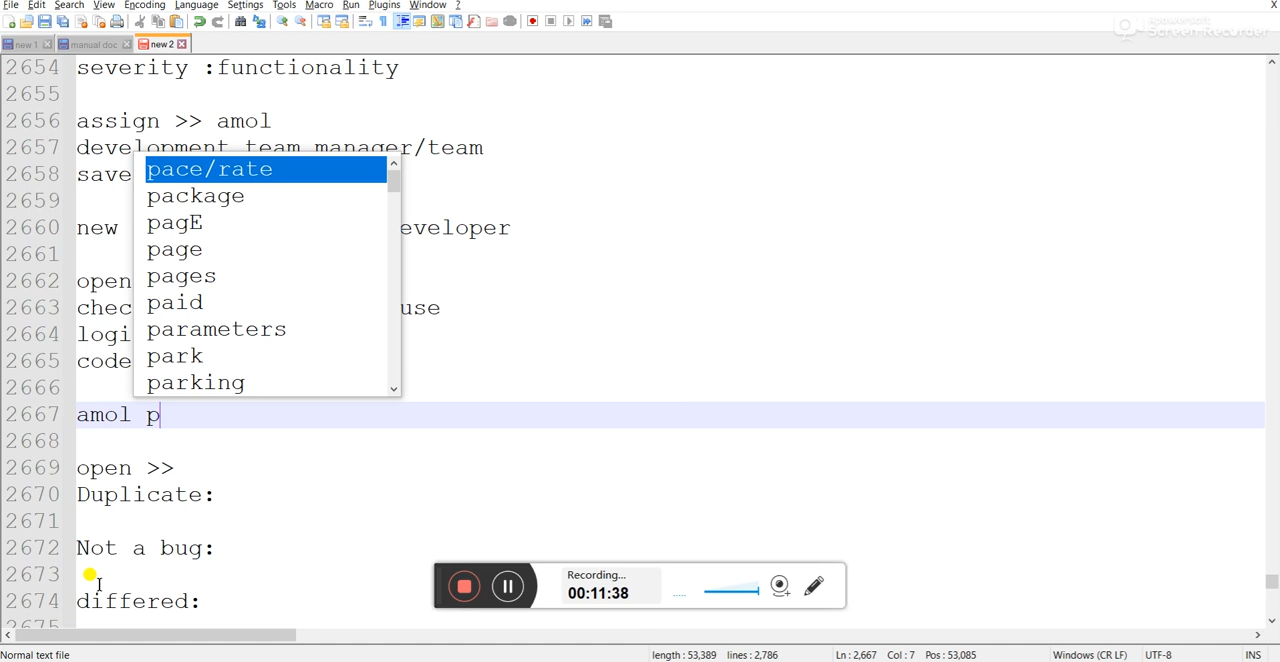 File Edit Search View Encoding Language Settings Tools Macro Run Plugins Window ? X
new 1 manual doc new 2
Screen Recorder
2654 severity :functionality
2655
2656 assign >> amol
2657 development team manager/team
2658 save
2659
2660 new eveloper
2661
2662 open
2663 chec use
2664 logi
2665 code
2666
2667 amol p
2668
2669 open >>
2670 Duplicate:
2671
2672 Not a bug:
2673
2674 differed:
2675
pace/rate
package
pagE
page
pages
paid
parameters
park
parking
Recording...
00:11:38
Normal text file length : 53,389 lines : 2,786 Ln : 2,667 Col : 7 Pos : 53,085 Windows (CR LF) UTF-8 INS